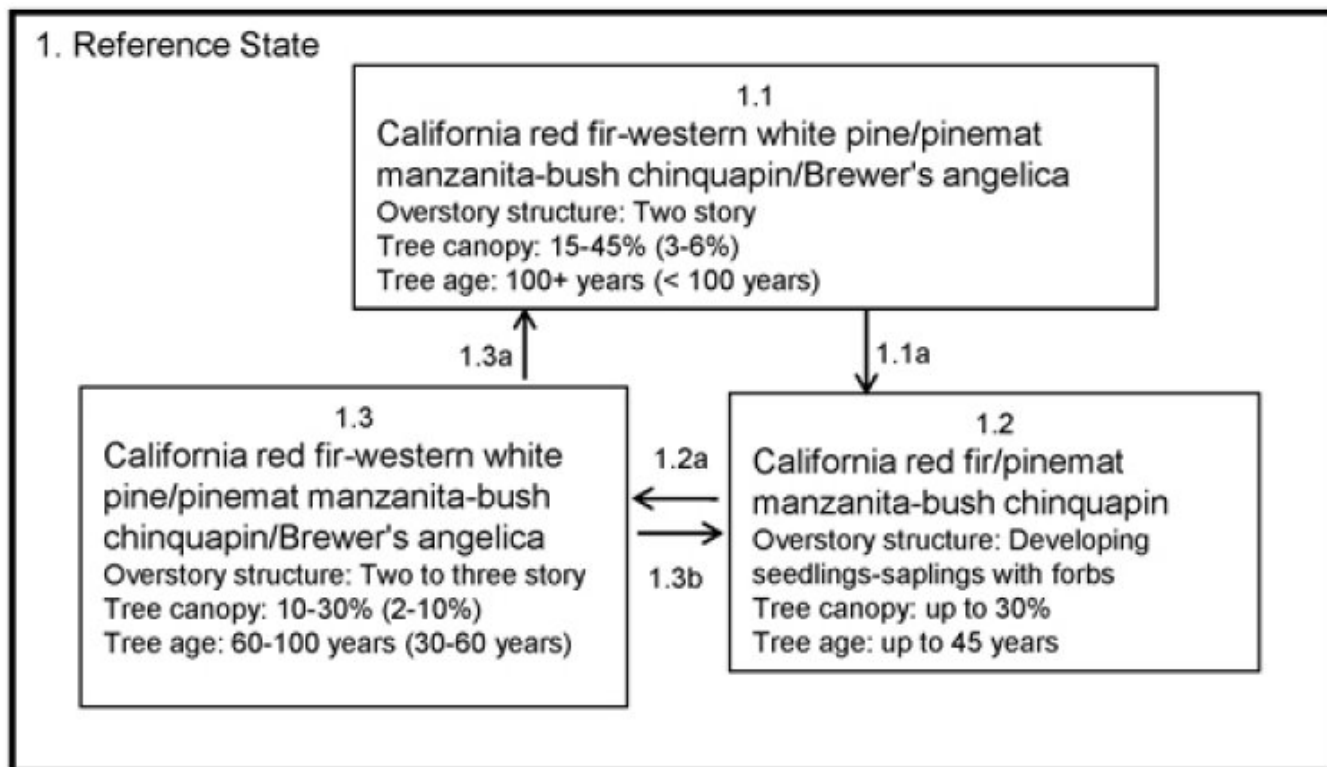 1. Reference State
1.1
California red fir-western white pine/pinemat
manzanita-bush chinquapin/Brewer's angelica
Overstory structure: Two story
Tree canopy: 15-45% (3-6%)
Tree age: 100+ years (< 100 years)
1.3a
1.1a
1.3
California red fir-western white
pine/pinemat manzanita-bush
chinquapin/Brewer's angelica
Overstory structure: Two to three story
Tree canopy: 10-30% (2-10%)
Tree age: 60-100 years (30-60 years)
1.2a
1.3b
1.2
California red fir/pinemat
manzanita-bush chinquapin
Overstory structure: Developing
seedlings-saplings with forbs
Tree canopy: up to 30%
Tree age: up to 45 years